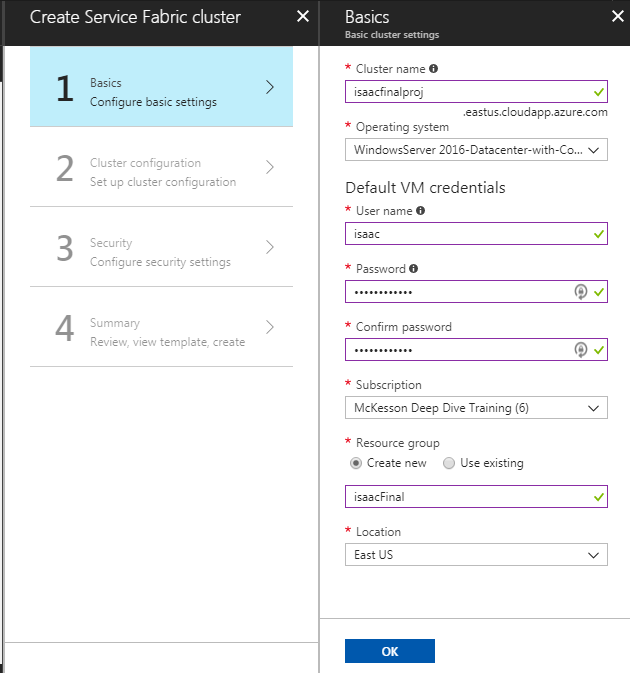 Create Service Fabric cluster
1
Basics
Configure basic settings
2
Cluster configuration
Set up cluster configuration
3
Security
Configure security settings
4
Summary
Review, view template, create
Basics
Basic cluster settings
* Cluster name
isaacfinalproj
.eastus.cloudapp.azure.com
* Operating system
WindowsServer 2016-Datacenter-with-Co...
Default VM credentials
* User name
isaac
* Password
••••••••••••
* Confirm password
••••••••••••
* Subscription
McKesson Deep Dive Training (6)
* Resource group
Create new Use existing
isaacFinal
* Location
East US
OK